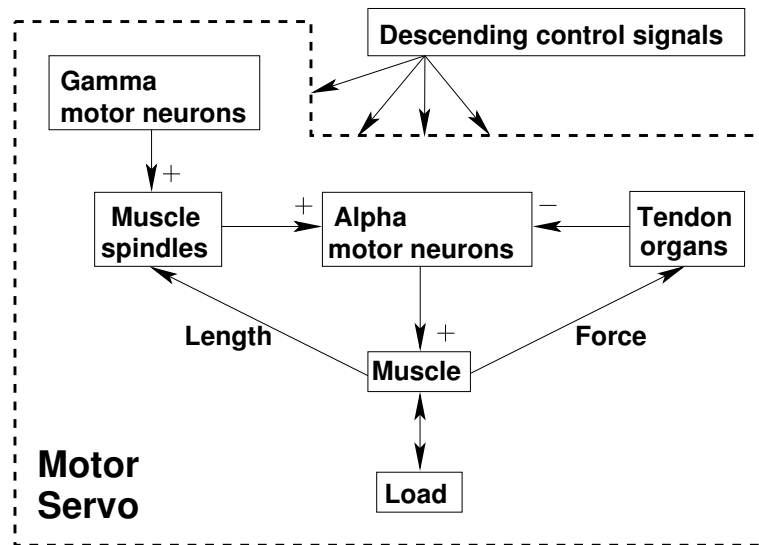 Descending control signals
Gamma
motor neurons
+
Muscle
spindles
+
Alpha
motor neurons
−
Tendon
organs
Length
+
Force
Muscle
Motor
Servo
Load